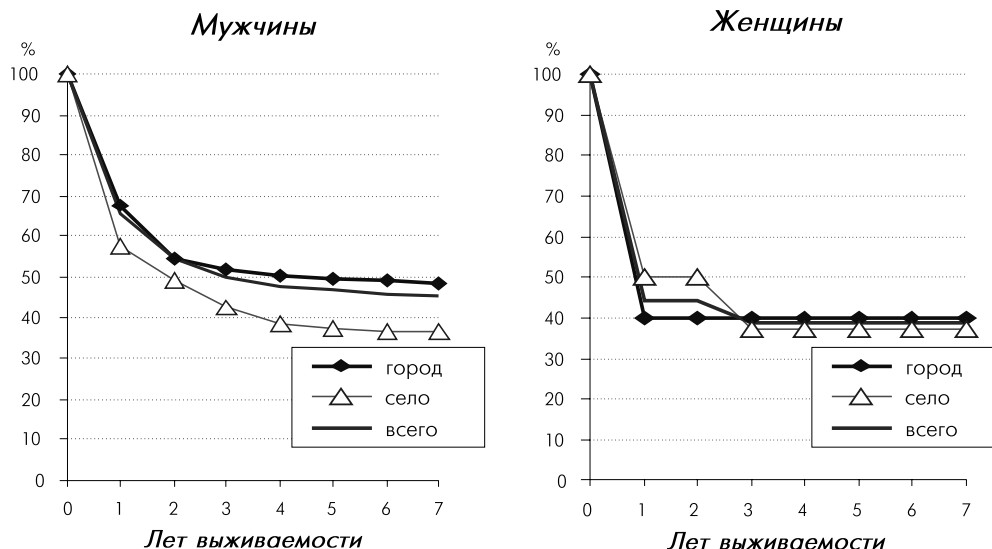 Мужчины
%
100
90
80
70
60
50
40
30
20
10
0
0 1 2 3 4 5 6 7
город
село
всего
Лет выживаемости
Женщины
%
100
90
80
70
60
50
40
30
20
10
0
0 1 2 3 4 5 6 7
город
село
всего
Лет выживаемости